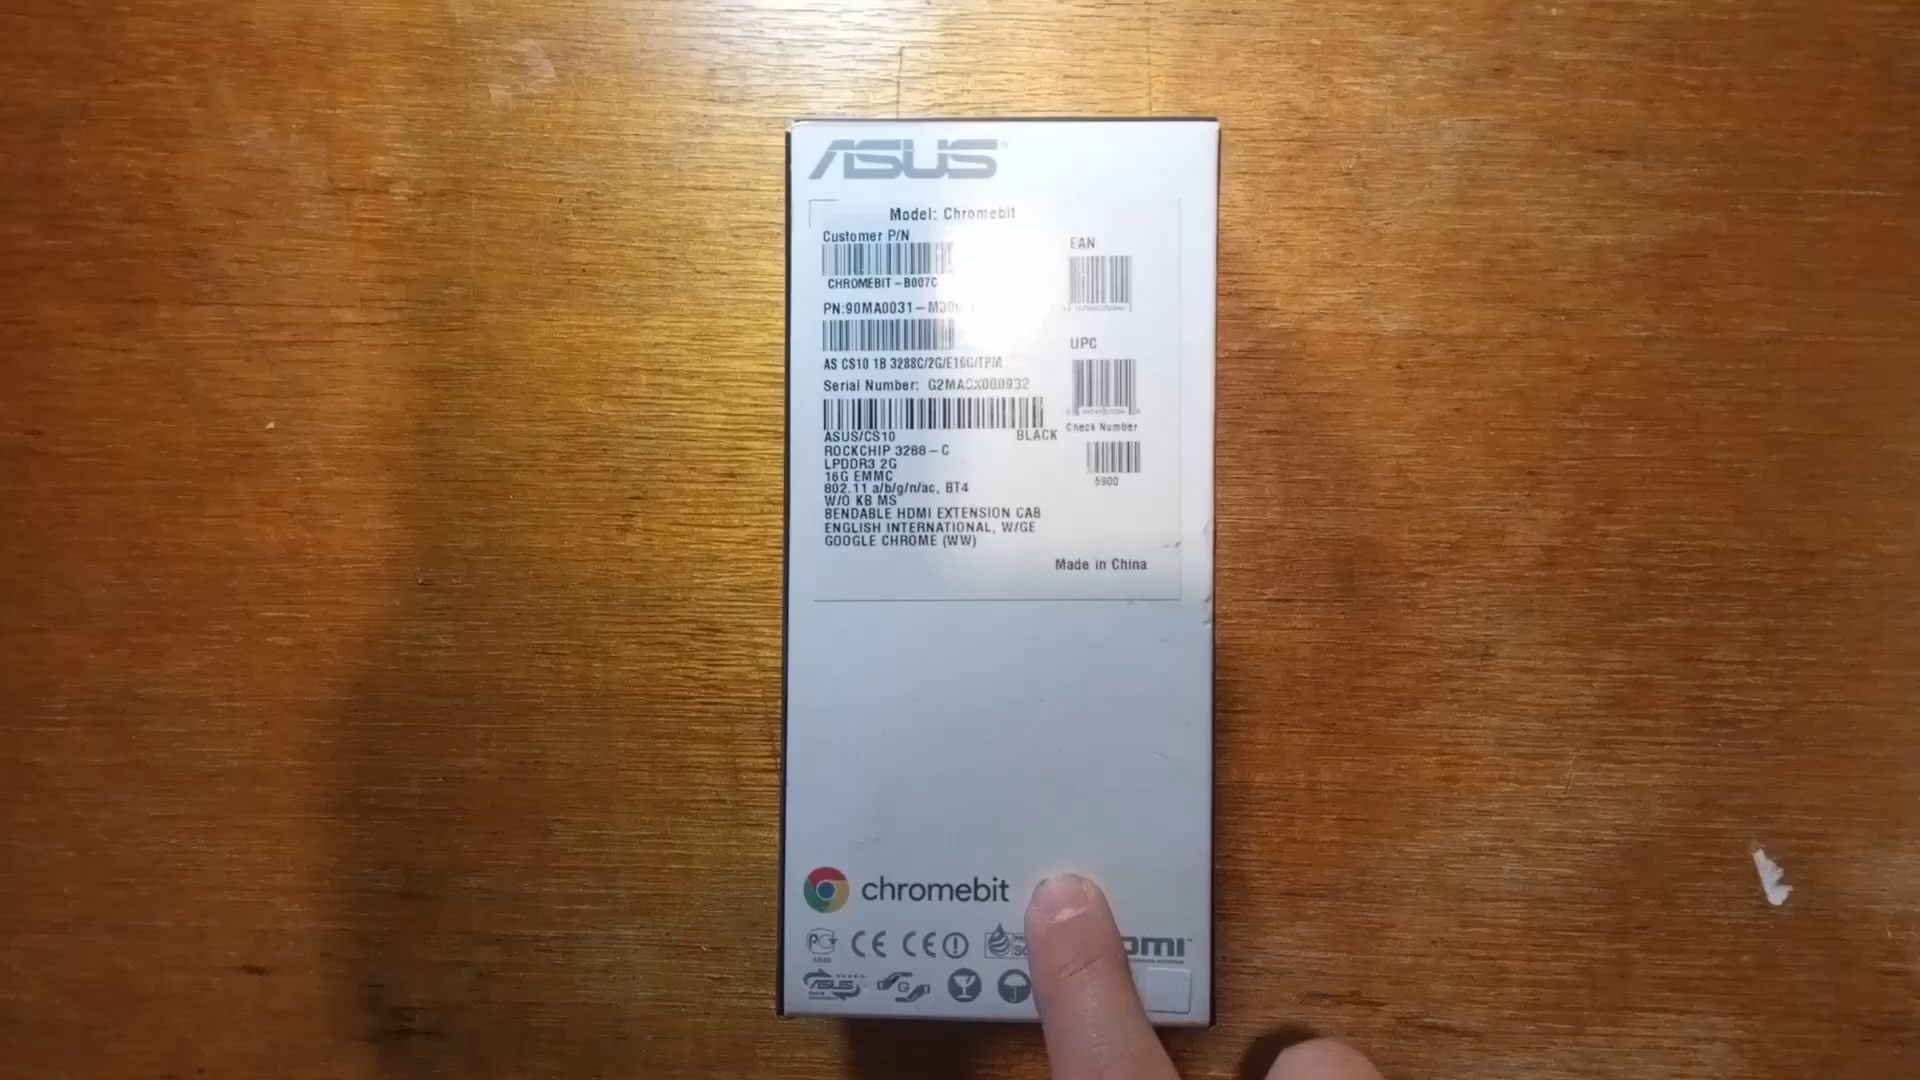 ASUS
Model: Chromebit
Customer P/N
CHROMEBIT-B007C
EAN
PN:90MA0031-
UPC
AS CS10 1B 3288C/2G/E16G/TPM
Serial Number: G2MACX000932
ASUS/CS10 BLACK
Check Number
ROCKCHIP 3288-C
LPDDR3 2G
16G EMMC
5900
802.11 a/b/g/n/ac, BT4
W/O KB MS
BENDABLE HDMI EXTENSION CAB
ENGLISH INTERNATIONAL, W/GE
GOOGLE CHROME (WW)
Made in China
chromebit
CE CE
ASUS G